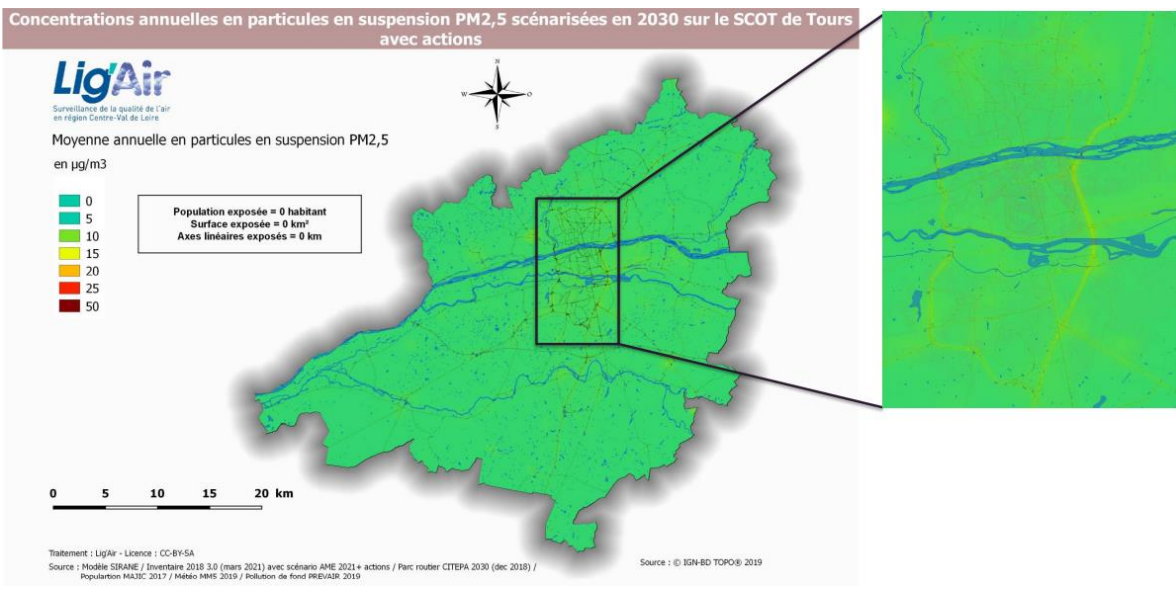 Concentrations annuelles en particules en suspension PM2,5 scénarisées en 2030 sur le SCOT de Tours
avec actions
Lig'Air
Surveillance de la qualité de l'air
en région Centre-Val de Loire
N
W
O
S
Moyenne annuelle en particules en suspension PM2,5
en µg/m3
0
5
10
15
20
25
50
Population exposée = 0 habitant
Surface exposée = 0 km²
Axes linéaires exposés = 0 km
0 5 10 15 20 km
Traitement : Lig'Air - Licence : CC-BY-SA
Source : Modèle SIRANE / Inventaire 2018 3.0 (mars 2021) avec scénario AME 2021+ actions / Parc routier CITEPA 2030 (dec 2018) /
Population MAJIC 2017 / Météo MMS 2019 / Pollution de fond PREVAIR 2019
Source : © IGN-BD TOPO® 2019